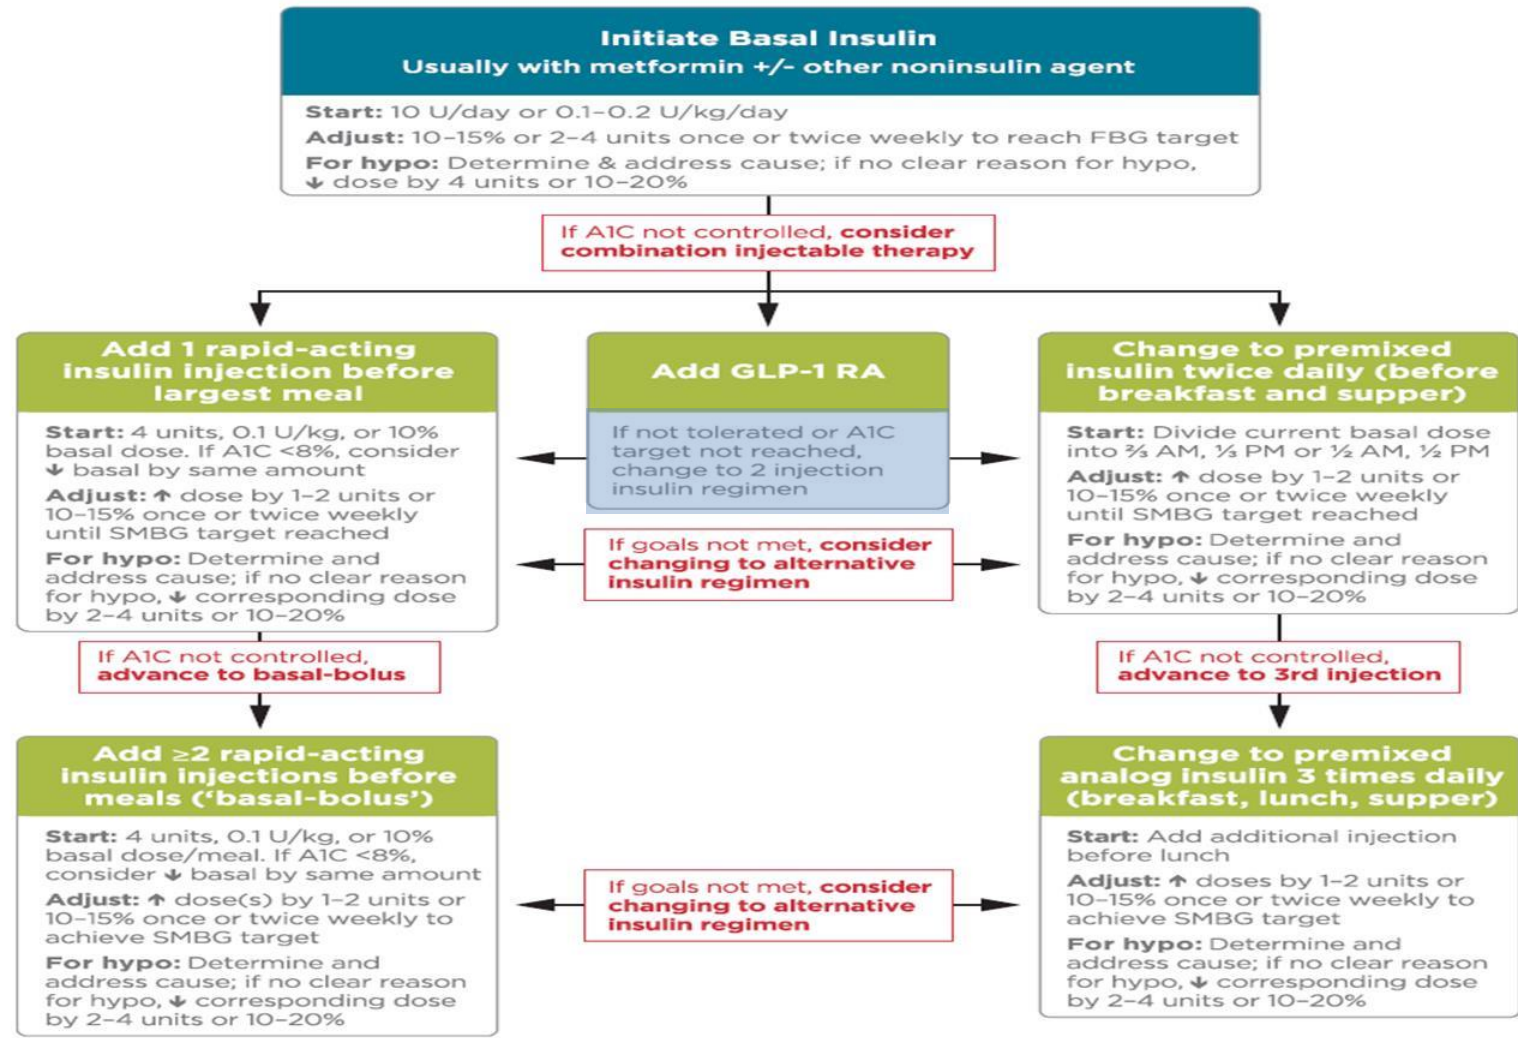 Initiate Basal Insulin
Usually with metformin +/- other noninsulin agent
Start: 10 U/day or 0.1–0.2 U/kg/day
Adjust: 10–15% or 2–4 units once or twice weekly to reach FBG target
For hypo: Determine & address cause; if no clear reason for hypo,
↓ dose by 4 units or 10–20%
If A1C not controlled, consider
combination injectable therapy
Add 1 rapid-acting
insulin injection before
largest meal
Start: 4 units, 0.1 U/kg, or 10%
basal dose. If A1C <8%, consider
↓ basal by same amount
Adjust: ↑ dose by 1–2 units or
10–15% once or twice weekly
until SMBG target reached
For hypo: Determine and
address cause; if no clear reason
for hypo, ↓ corresponding dose
by 2–4 units or 10–20%
Add GLP-1 RA
If not tolerated or A1C
target not reached,
change to 2 injection
insulin regimen
Change to premixed
insulin twice daily (before
breakfast and supper)
Start: Divide current basal dose
into ⅔ AM, ⅓ PM or ½ AM, ½ PM
Adjust: ↑ dose by 1–2 units or
10–15% once or twice weekly
until SMBG target reached
For hypo: Determine and
address cause; if no clear reason
for hypo, ↓ corresponding dose
by 2–4 units or 10–20%
If goals not met, consider
changing to alternative
insulin regimen
If A1C not controlled,
advance to basal-bolus
If A1C not controlled,
advance to 3rd injection
Add ≥2 rapid-acting
insulin injections before
meals (‘basal-bolus’)
Start: 4 units, 0.1 U/kg, or 10%
basal dose/meal. If A1C <8%,
consider ↓ basal by same amount
Adjust: ↑ dose(s) by 1–2 units or
10–15% once or twice weekly to
achieve SMBG target
For hypo: Determine and
address cause; if no clear reason
for hypo, ↓ corresponding dose
by 2–4 units or 10–20%
If goals not met, consider
changing to alternative
insulin regimen
Change to premixed
analog insulin 3 times daily
(breakfast, lunch, supper)
Start: Add additional injection
before lunch
Adjust: ↑ doses by 1–2 units or
10–15% once or twice weekly to
achieve SMBG target
For hypo: Determine and
address cause; if no clear reason
for hypo, ↓ corresponding dose
by 2–4 units or 10–20%